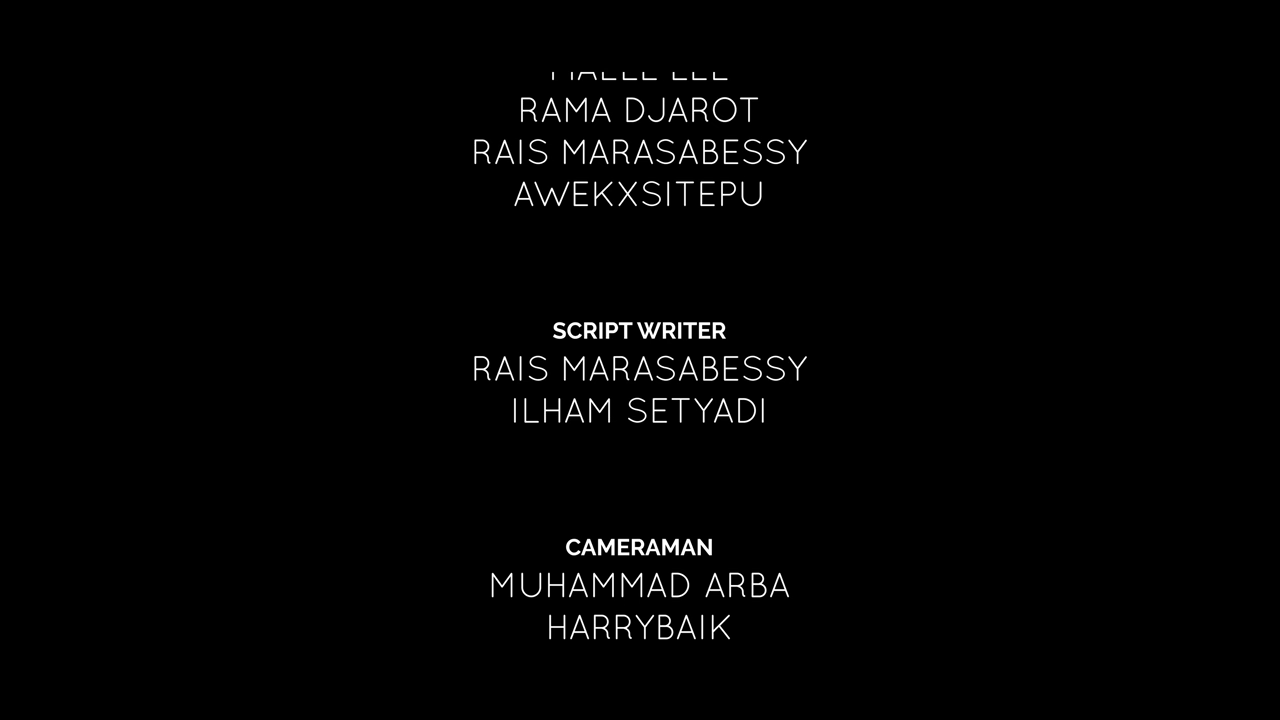 RAMA DJAROT
RAIS MARASABESSY
AWEKXSITEPU
SCRIPT WRITER
RAIS MARASABESSY
ILHAM SETYADI
CAMERAMAN
MUHAMMAD ARBA
HARRYBAIK